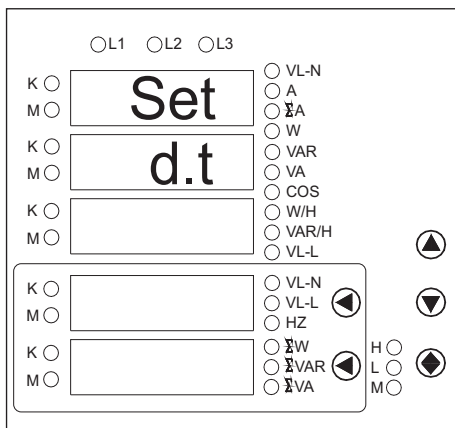 L1 L2 L3
K
M
Set
VL-N
A
ΣA
W
K
M
d.t
VAR
VA
COS
K
M
W/H
VAR/H
VL-L
K
M
VL-N
VL-L
HZ
K
M
ΣW
ΣVAR
ΣVA
H
L
M